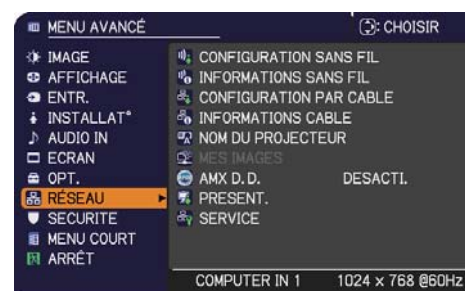 MENU AVANCÉ : CHOISIR
IMAGE
AFFICHAGE
ENTR.
INSTALLAT°
AUDIO IN
ECRAN
OPT.
RÉSEAU
SECURITE
MENU COURT
ARRÊT
CONFIGURATION SANS FIL
INFORMATIONS SANS FIL
CONFIGURATION PAR CABLE
INFORMATIONS CABLE
NOM DU PROJECTEUR
MES IMAGES
AMX D.D. DESACTI.
PRESENT.
SERVICE
COMPUTER IN 1 1024 x 768 @60Hz